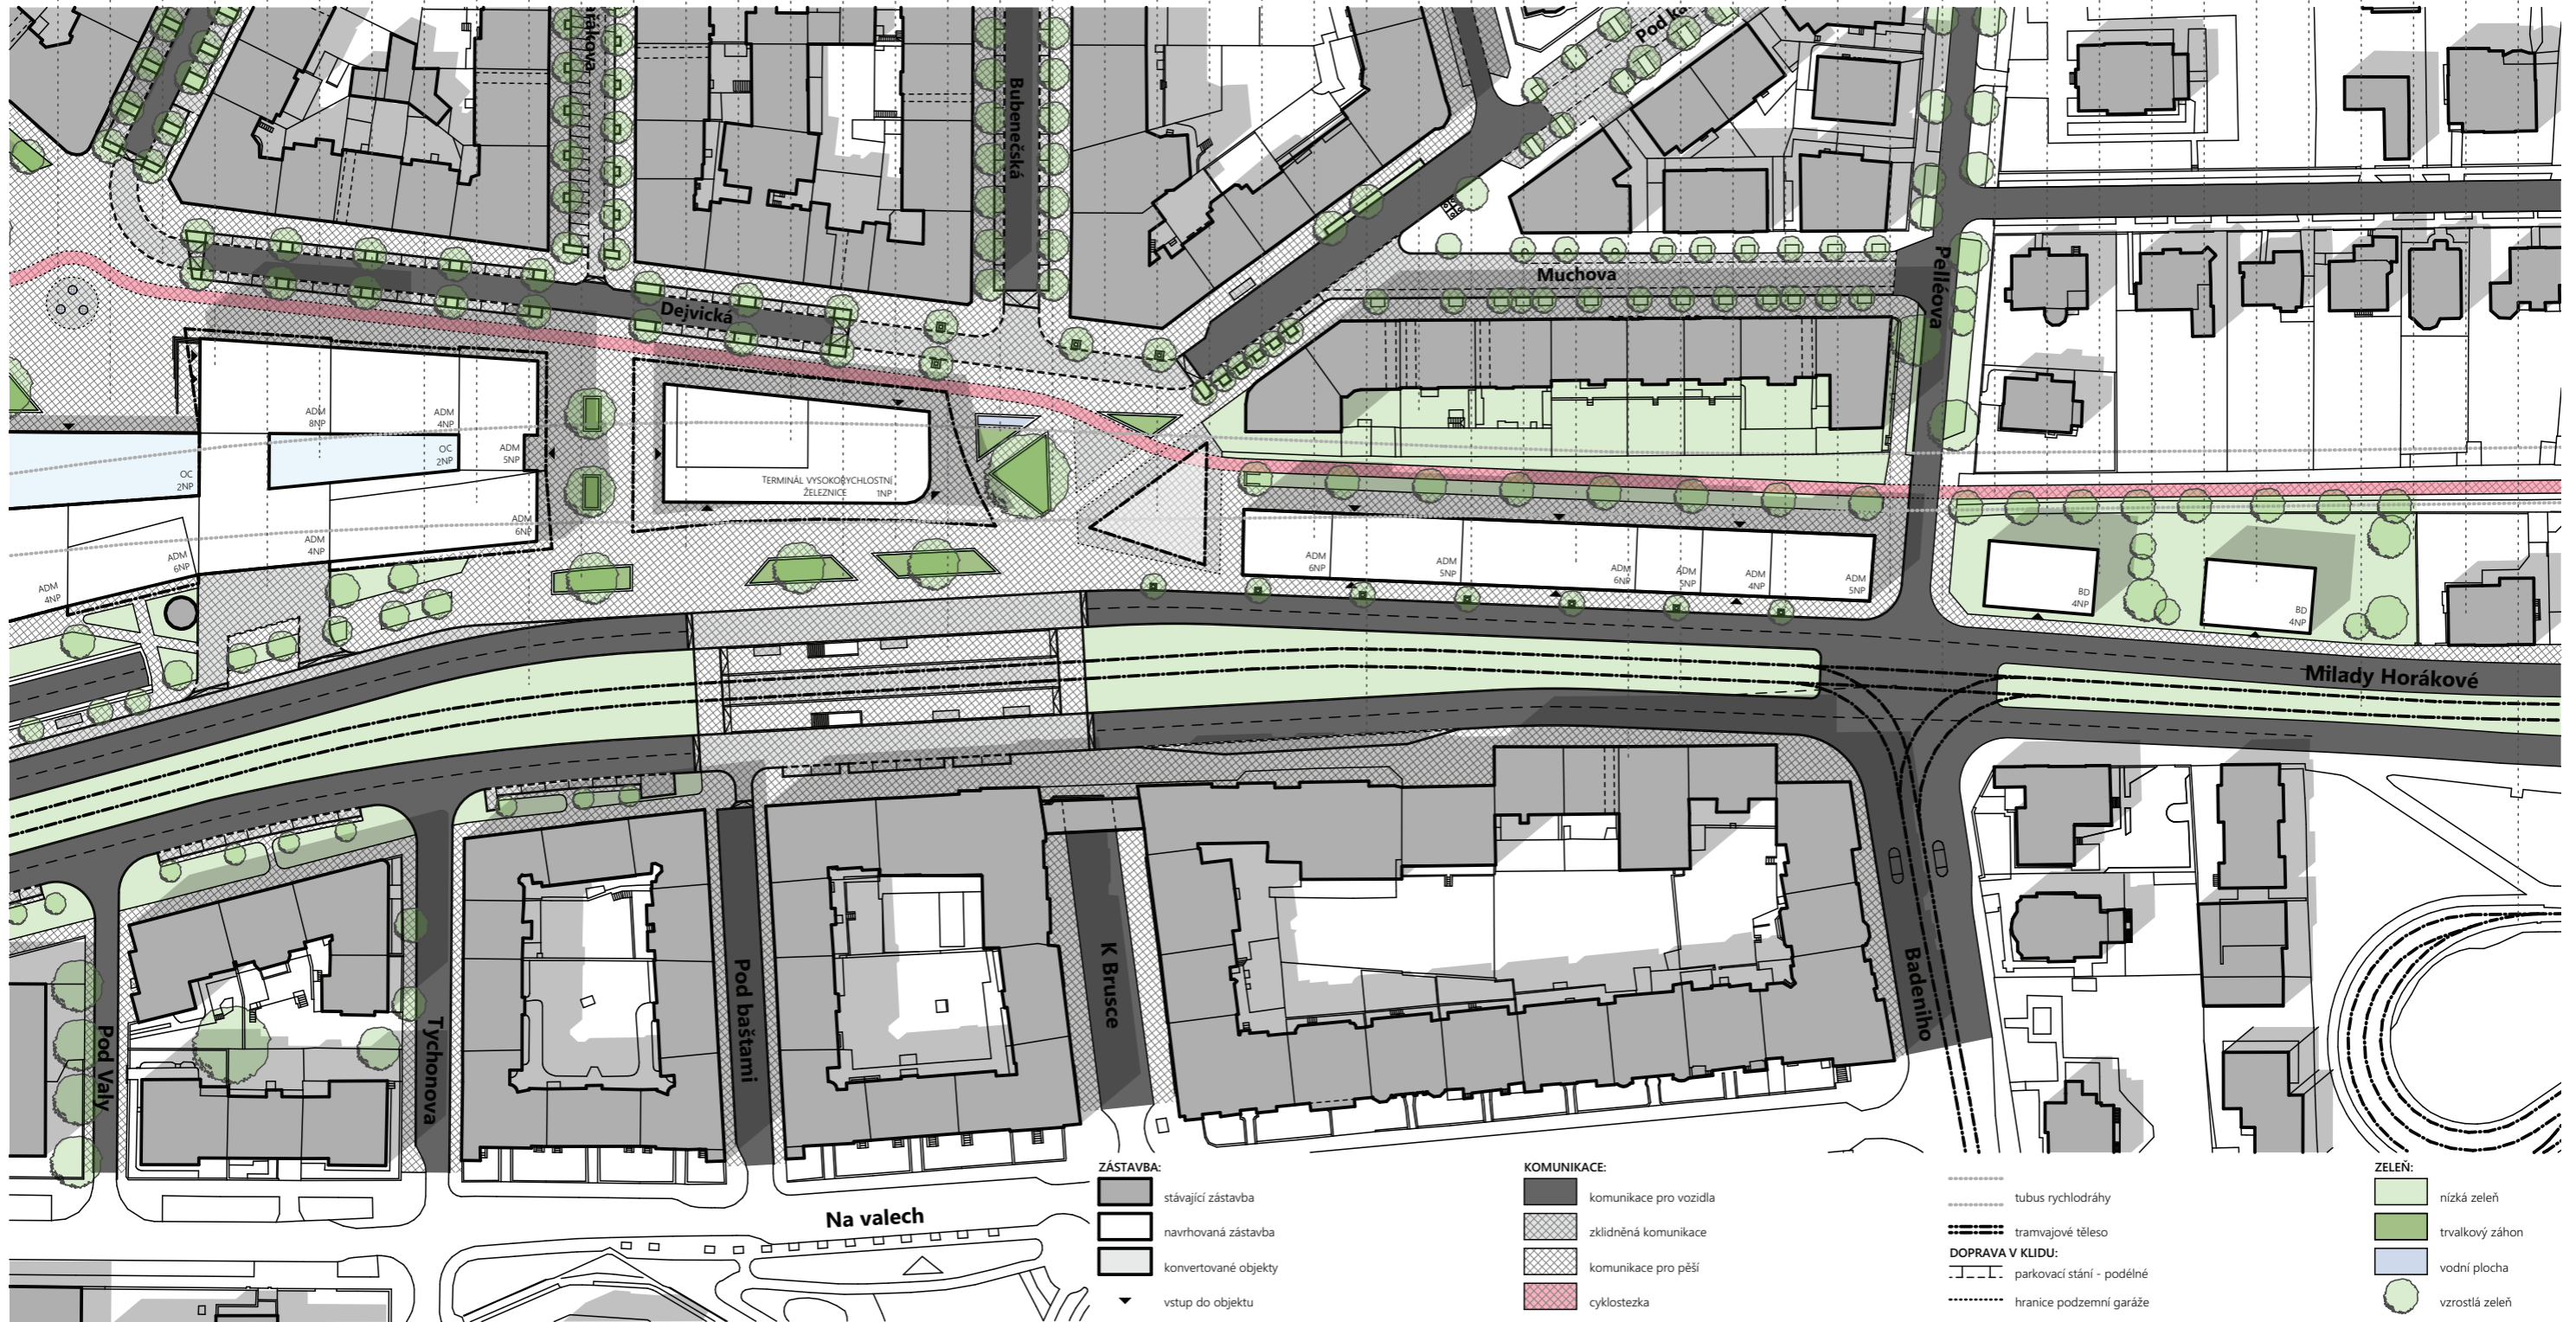 Bubenečská
Pod ka
Dejvická
Muchova
Pelléova
ADM
8NP
ADM
4NP
OC
2NP
ADM
5NP
OC
2NP
TERMINÁL VYSOKORYCHLOSTNÍ
ŽELEZNICE 1NP
ADM
6NP
ADM
4NP
ADM
6NP
ADM
4NP
ADM
6NP
ADM
5NP
ADM
6NP
ADM
5NP
ADM
4NP
ADM
5NP
BD
4NP
BD
4NP
Milady Horákové
Pod Valy
Tychonova
Pod baštami
K Brusce
Badeniho
Na valech
ZÁSTAVBA:
stávající zástavba
navrhovaná zástavba
konvertované objekty
vstup do objektu
KOMUNIKACE:
komunikace pro vozidla
zklidněná komunikace
komunikace pro pěší
cyklostezka
tubus rychlodráhy
tramvajové těleso
DOPRAVA V KLIDU:
parkovací stání - podélné
hranice podzemní garáže
ZELEŇ:
nízká zeleň
trvalkový záhon
vodní plocha
vzrostlá zeleň